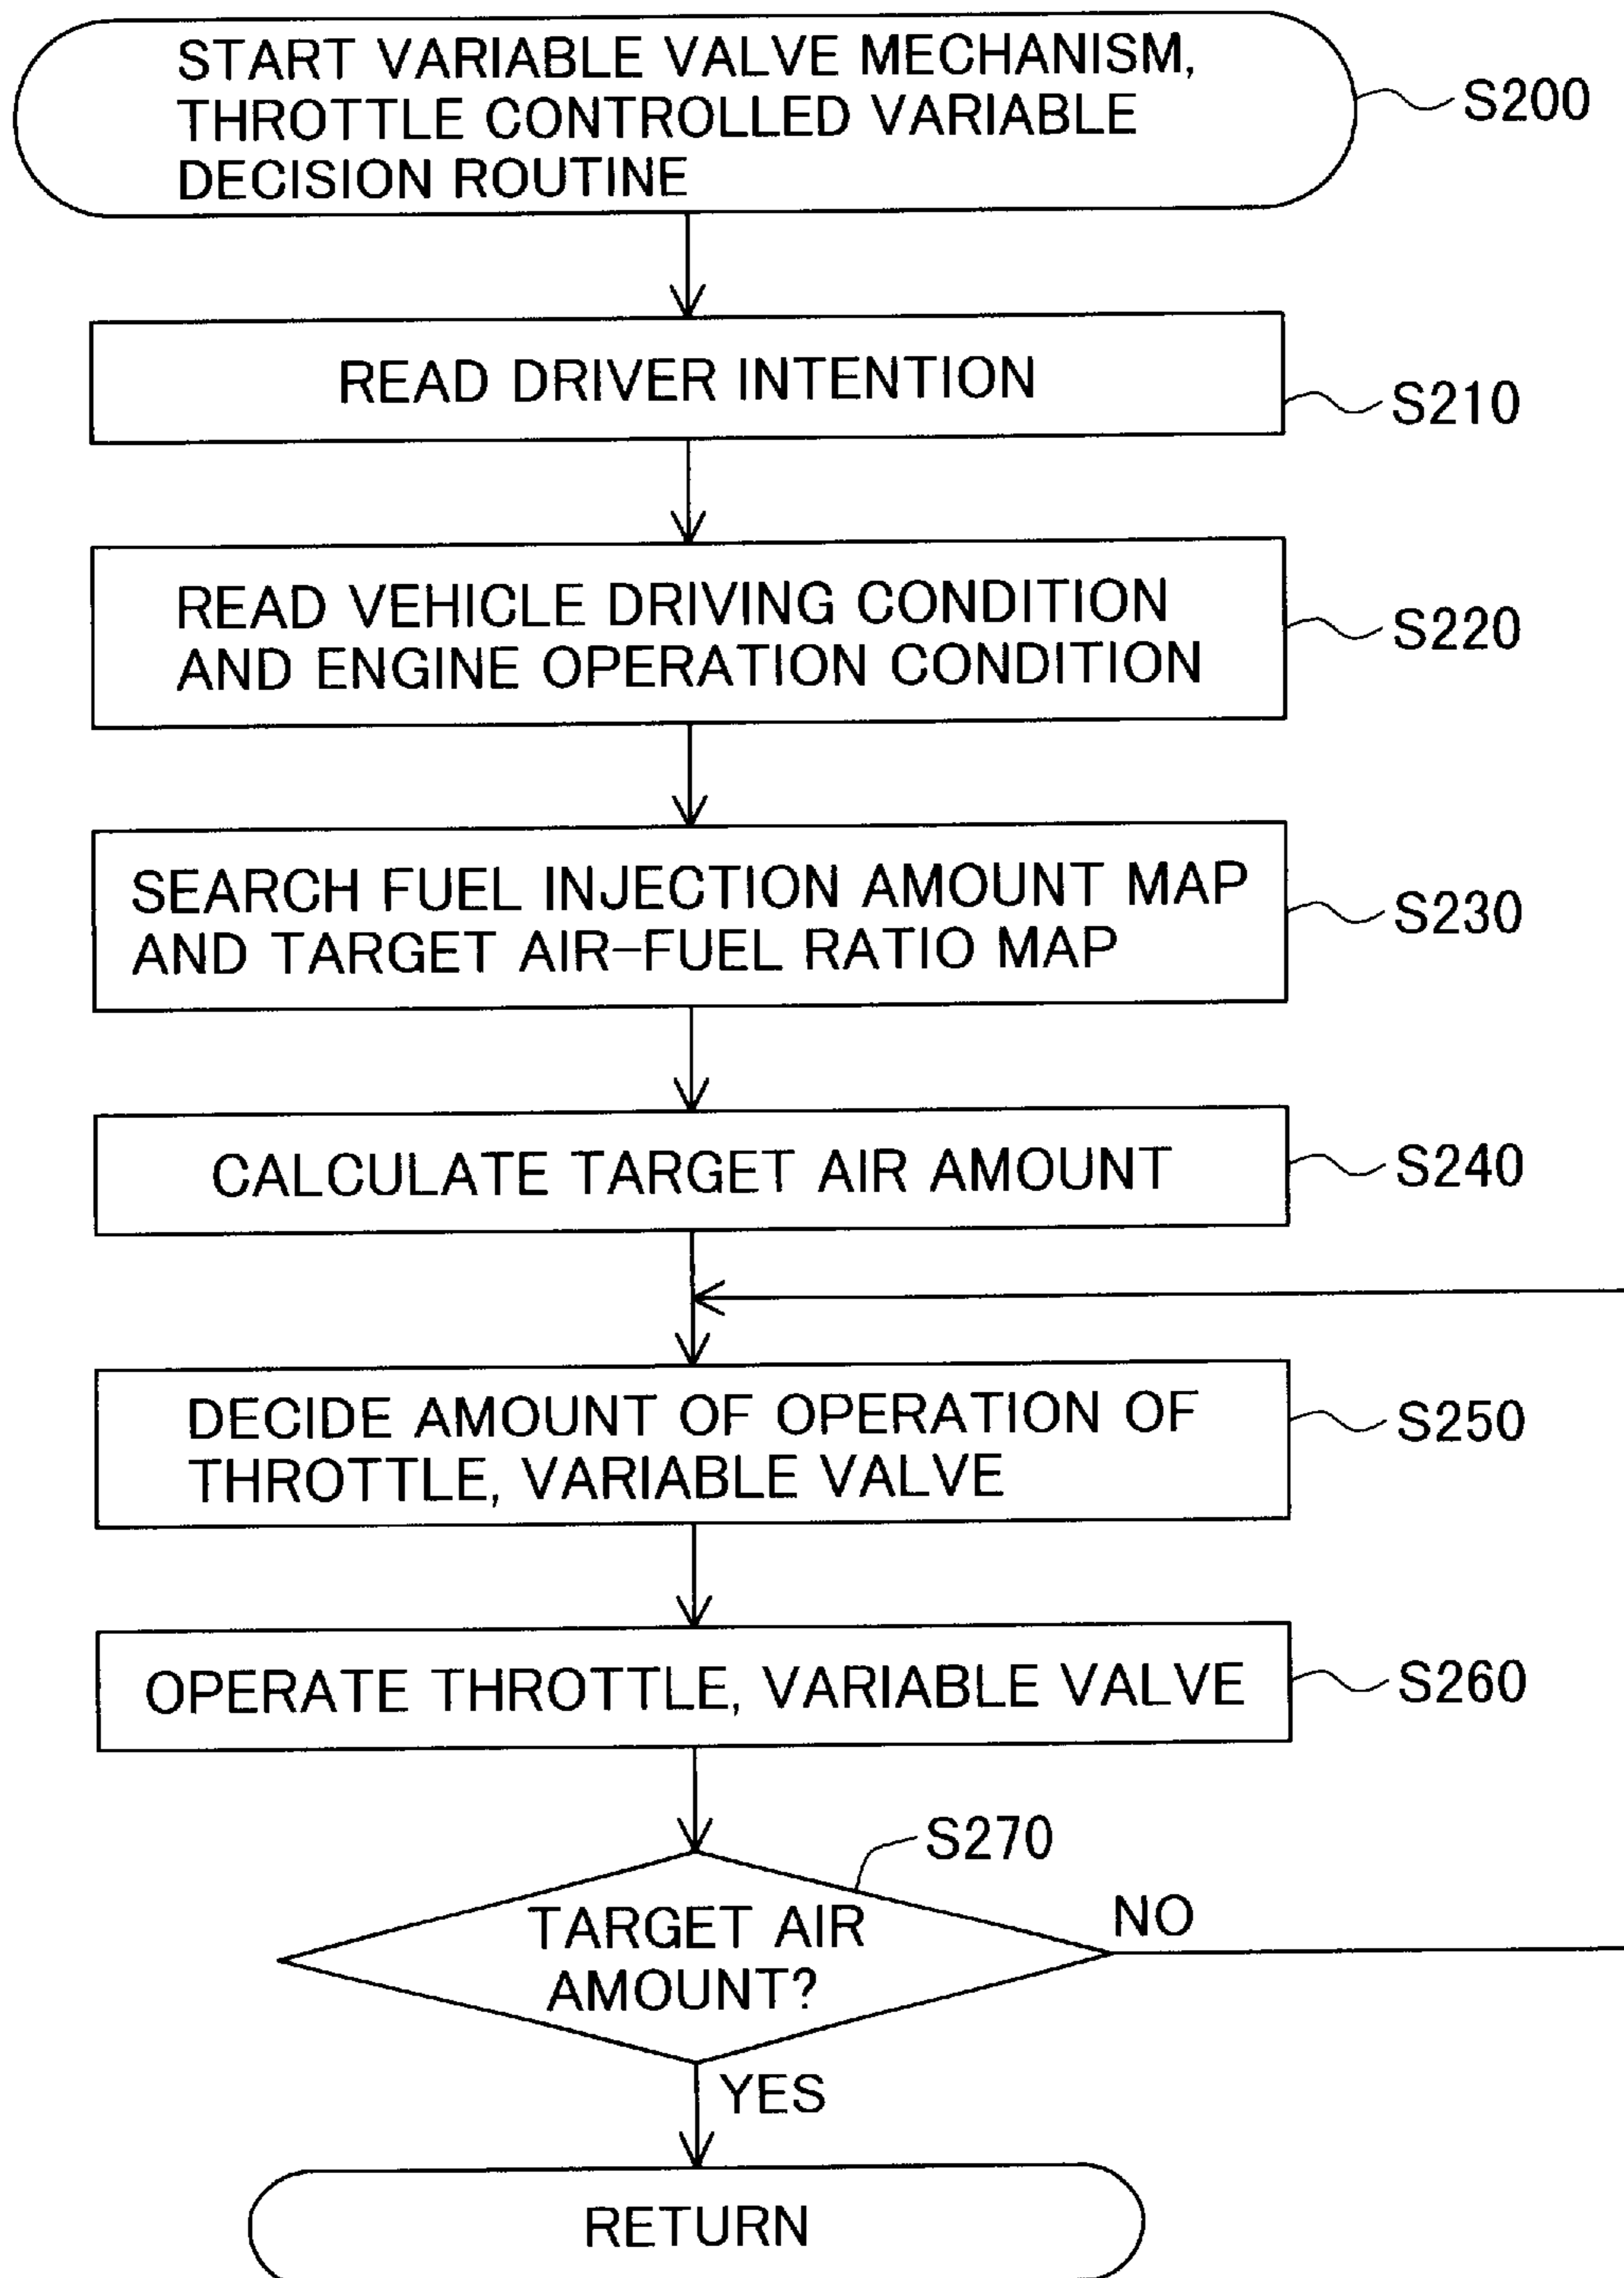 START VARIABLE VALVE MECHANISM,
THROTTLE CONTROLLED VARIABLE
DECISION ROUTINE
S200
READ DRIVER INTENTION
S210
READ VEHICLE DRIVING CONDITION
AND ENGINE OPERATION CONDITION
S220
SEARCH FUEL INJECTION AMOUNT MAP
AND TARGET AIR-FUEL RATIO MAP
S230
CALCULATE TARGET AIR AMOUNT
S240
DECIDE AMOUNT OF OPERATION OF
THROTTLE, VARIABLE VALVE
S250
OPERATE THROTTLE, VARIABLE VALVE
S260
S270
TARGET AIR
AMOUNT?
NO
YES
RETURN